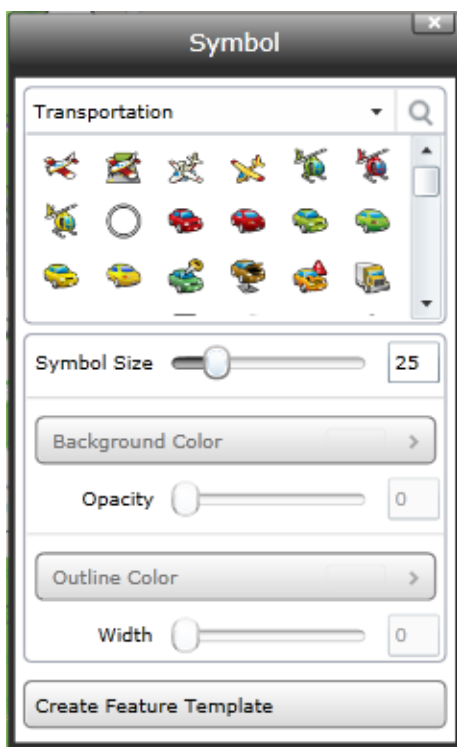 Symbol
Transportation
Symbol Size 25
Background Color
Opacity 0
Outline Color
Width 0
Create Feature Template